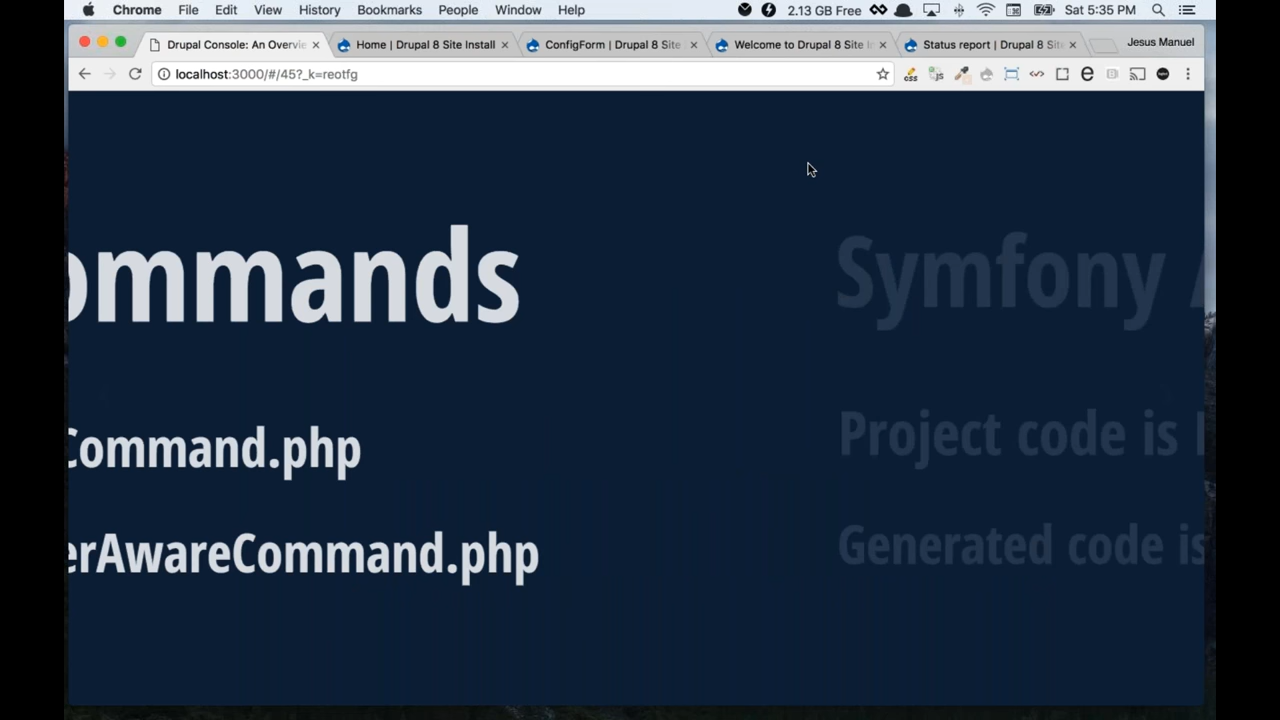 Chrome File Edit View History Bookmarks People Window Help 2.13 GB Free Sat 5:35 PM
Drupal Console: An Overvie
Home | Drupal 8 Site Install
ConfigForm | Drupal 8 Site
Welcome to Drupal 8 Site In
Status report | Drupal 8 Site
Jesus Manuel
localhost:3000/#/45?_k=reotfg
css
js
ommands
Command.php
erAwareCommand.php
Symfony A
Project code is
Generated code is